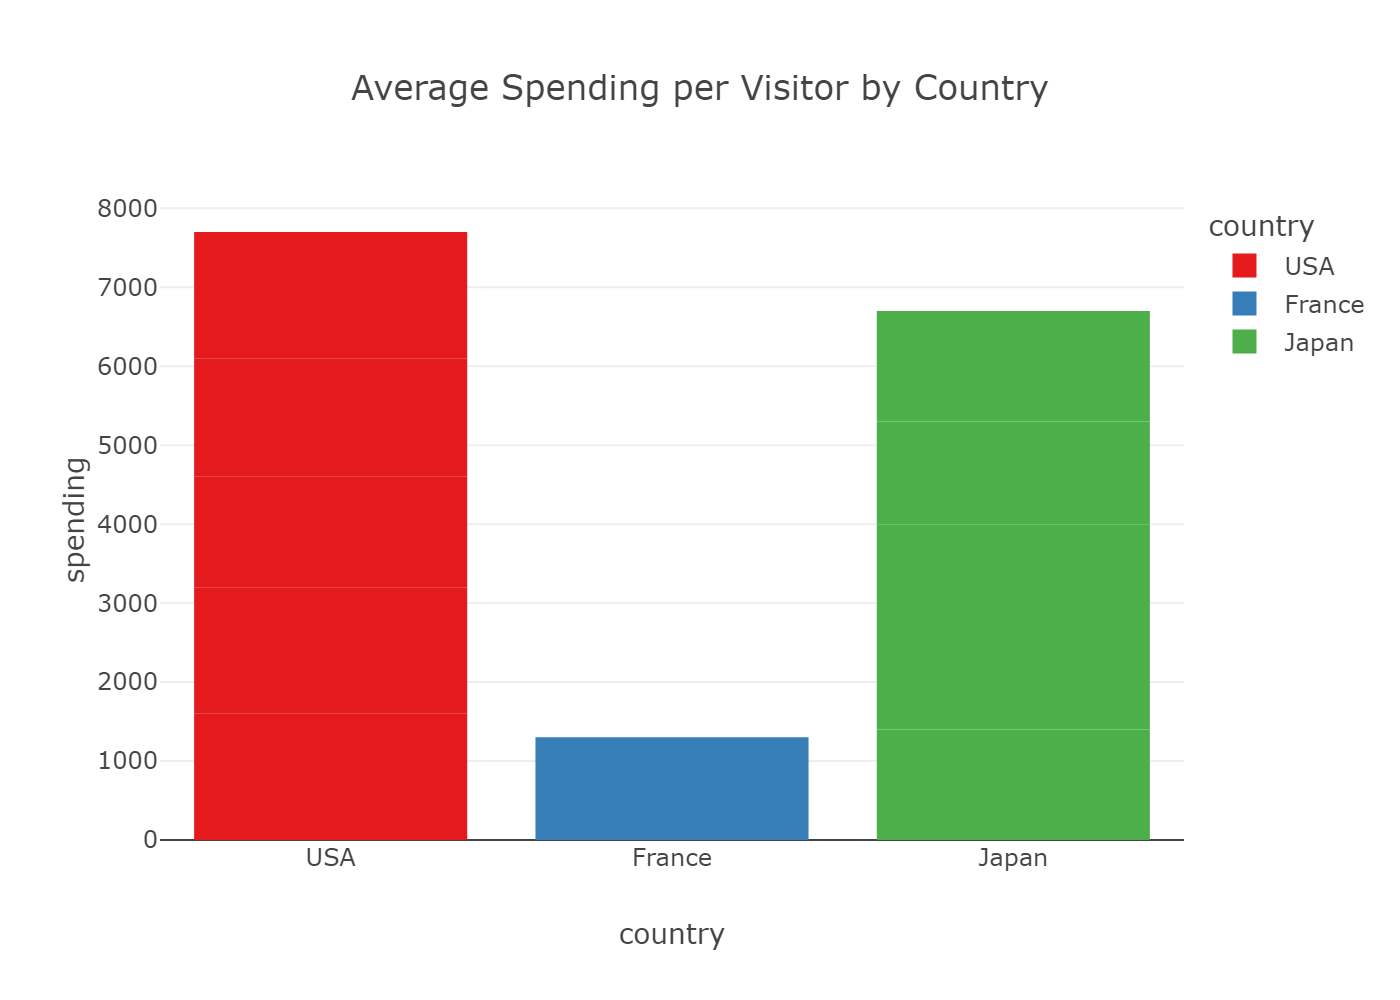 Average Spending per Visitor by Country
8000
7000
6000
5000
4000
3000
2000
1000
0
spending
USA
France
Japan
country
country
USA
France
Japan